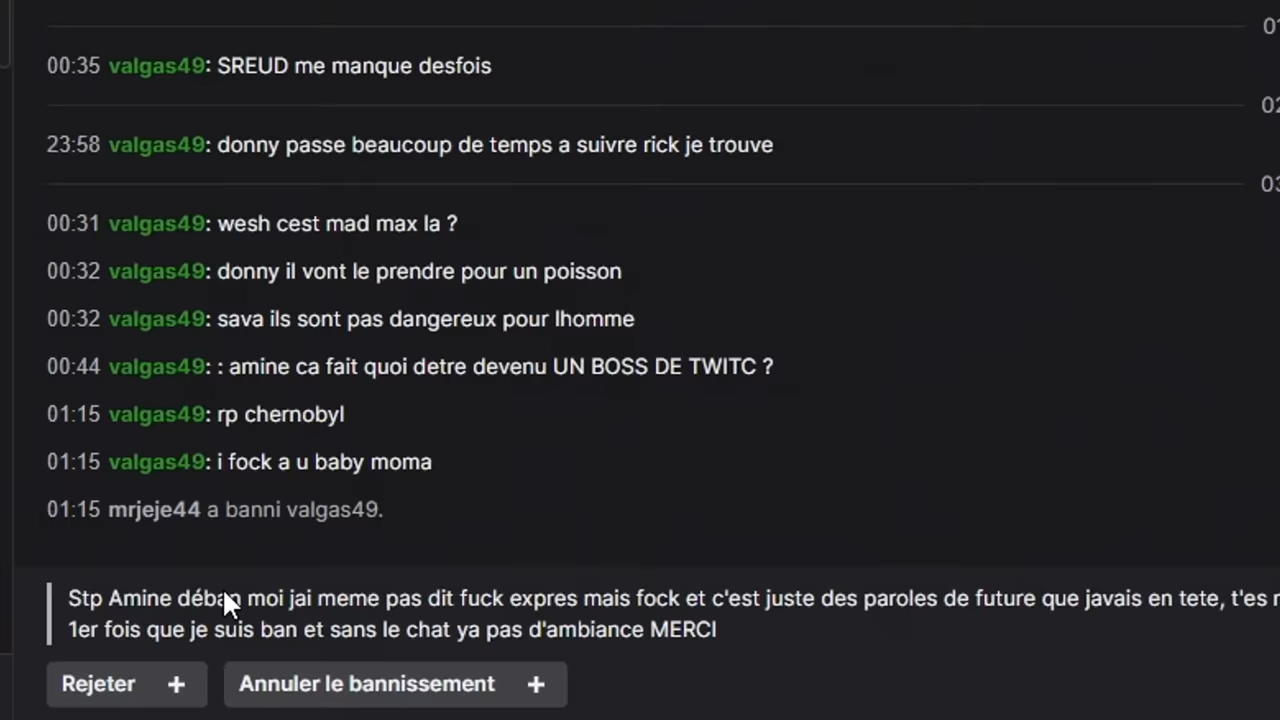 00:35 valgas49: SREUD me manque desfois
23:58 valgas49: donny passe beaucoup de temps a suivre rick je trouve
00:31 valgas49: wesh cest mad max la ?
00:32 valgas49: donny il vont le prendre pour un poisson
00:32 valgas49: sava ils sont pas dangereux pour lhomme
00:44 valgas49: : amine ca fait quoi detre devenu UN BOSS DE TWITC ?
01:15 valgas49: rp chernobyl
01:15 valgas49: i fock a u baby moma
01:15 mrjeje44 a banni valgas49.
Stp Amine déban moi jai meme pas dit fuck expres mais fock et c'est juste des paroles de future que javais en tete, t'es
1er fois que je suis ban et sans le chat ya pas d'ambiance MERCI
Rejeter +
Annuler le bannissement +